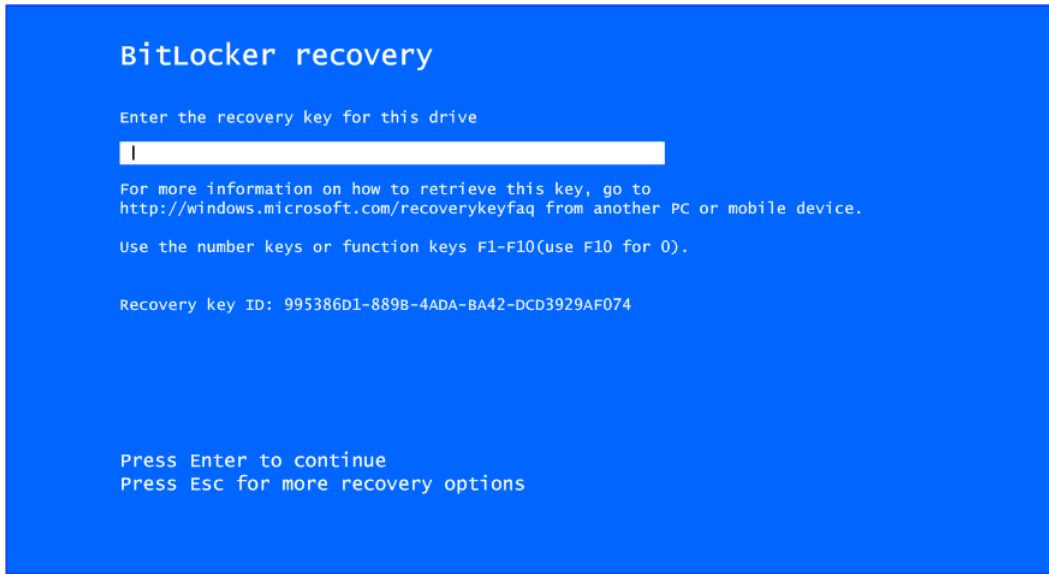 BitLocker recovery
Enter the recovery key for this drive
For more information on how to retrieve this key, go to
http://windows.microsoft.com/recoverykeyfaq from another PC or mobile device.
Use the number keys or function keys F1-F10(use F10 for 0).
Recovery key ID: 995386D1-889B-4ADA-BA42-DCD3929AF074
Press Enter to continue
Press Esc for more recovery options